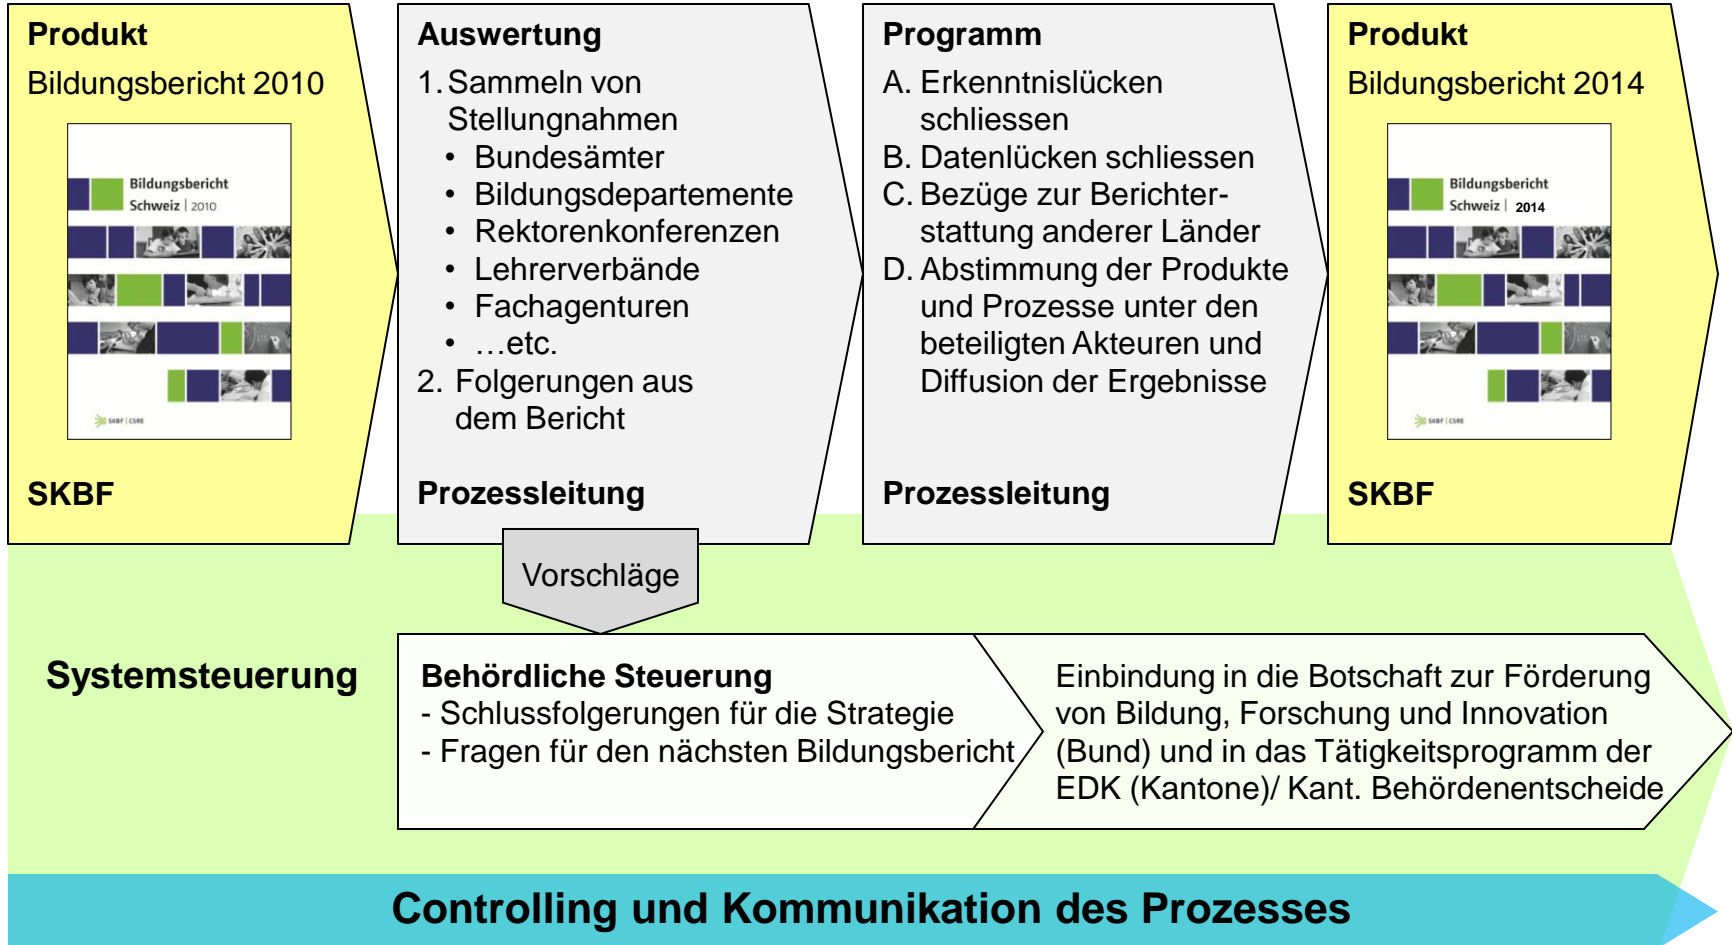 Produkt
Bildungsbericht 2010
Bildungsbericht
Schweiz | 2010
SKBF | CSRE
SKBF
Auswertung
1. Sammeln von
Stellungnahmen
• Bundesämter
• Bildungsdepartemente
• Rektorenkonferenzen
• Lehrerverbände
• Fachagenturen
• …etc.
2. Folgerungen aus
dem Bericht
Prozessleitung
Programm
A. Erkenntnislücken
schliessen
B. Datenlücken schliessen
C. Bezüge zur Berichter-
stattung anderer Länder
D. Abstimmung der Produkte
und Prozesse unter den
beteiligten Akteuren und
Diffusion der Ergebnisse
Prozessleitung
Produkt
Bildungsbericht 2014
Bildungsbericht
Schweiz | 2014
SKBF | CSRE
SKBF
Vorschläge
Systemsteuerung
Behördliche Steuerung
- Schlussfolgerungen für die Strategie
- Fragen für den nächsten Bildungsbericht
Einbindung in die Botschaft zur Förderung
von Bildung, Forschung und Innovation
(Bund) und in das Tätigkeitsprogramm der
EDK (Kantone)/ Kant. Behördenentscheide
Controlling und Kommunikation des Prozesses